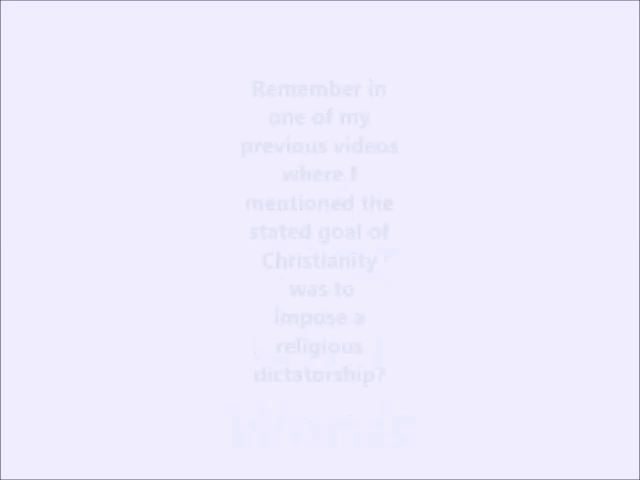 Remember in
one of my
previous videos
where I
mentioned the
stated goal of
Christianity
was to
impose a
religious
dictatorship?